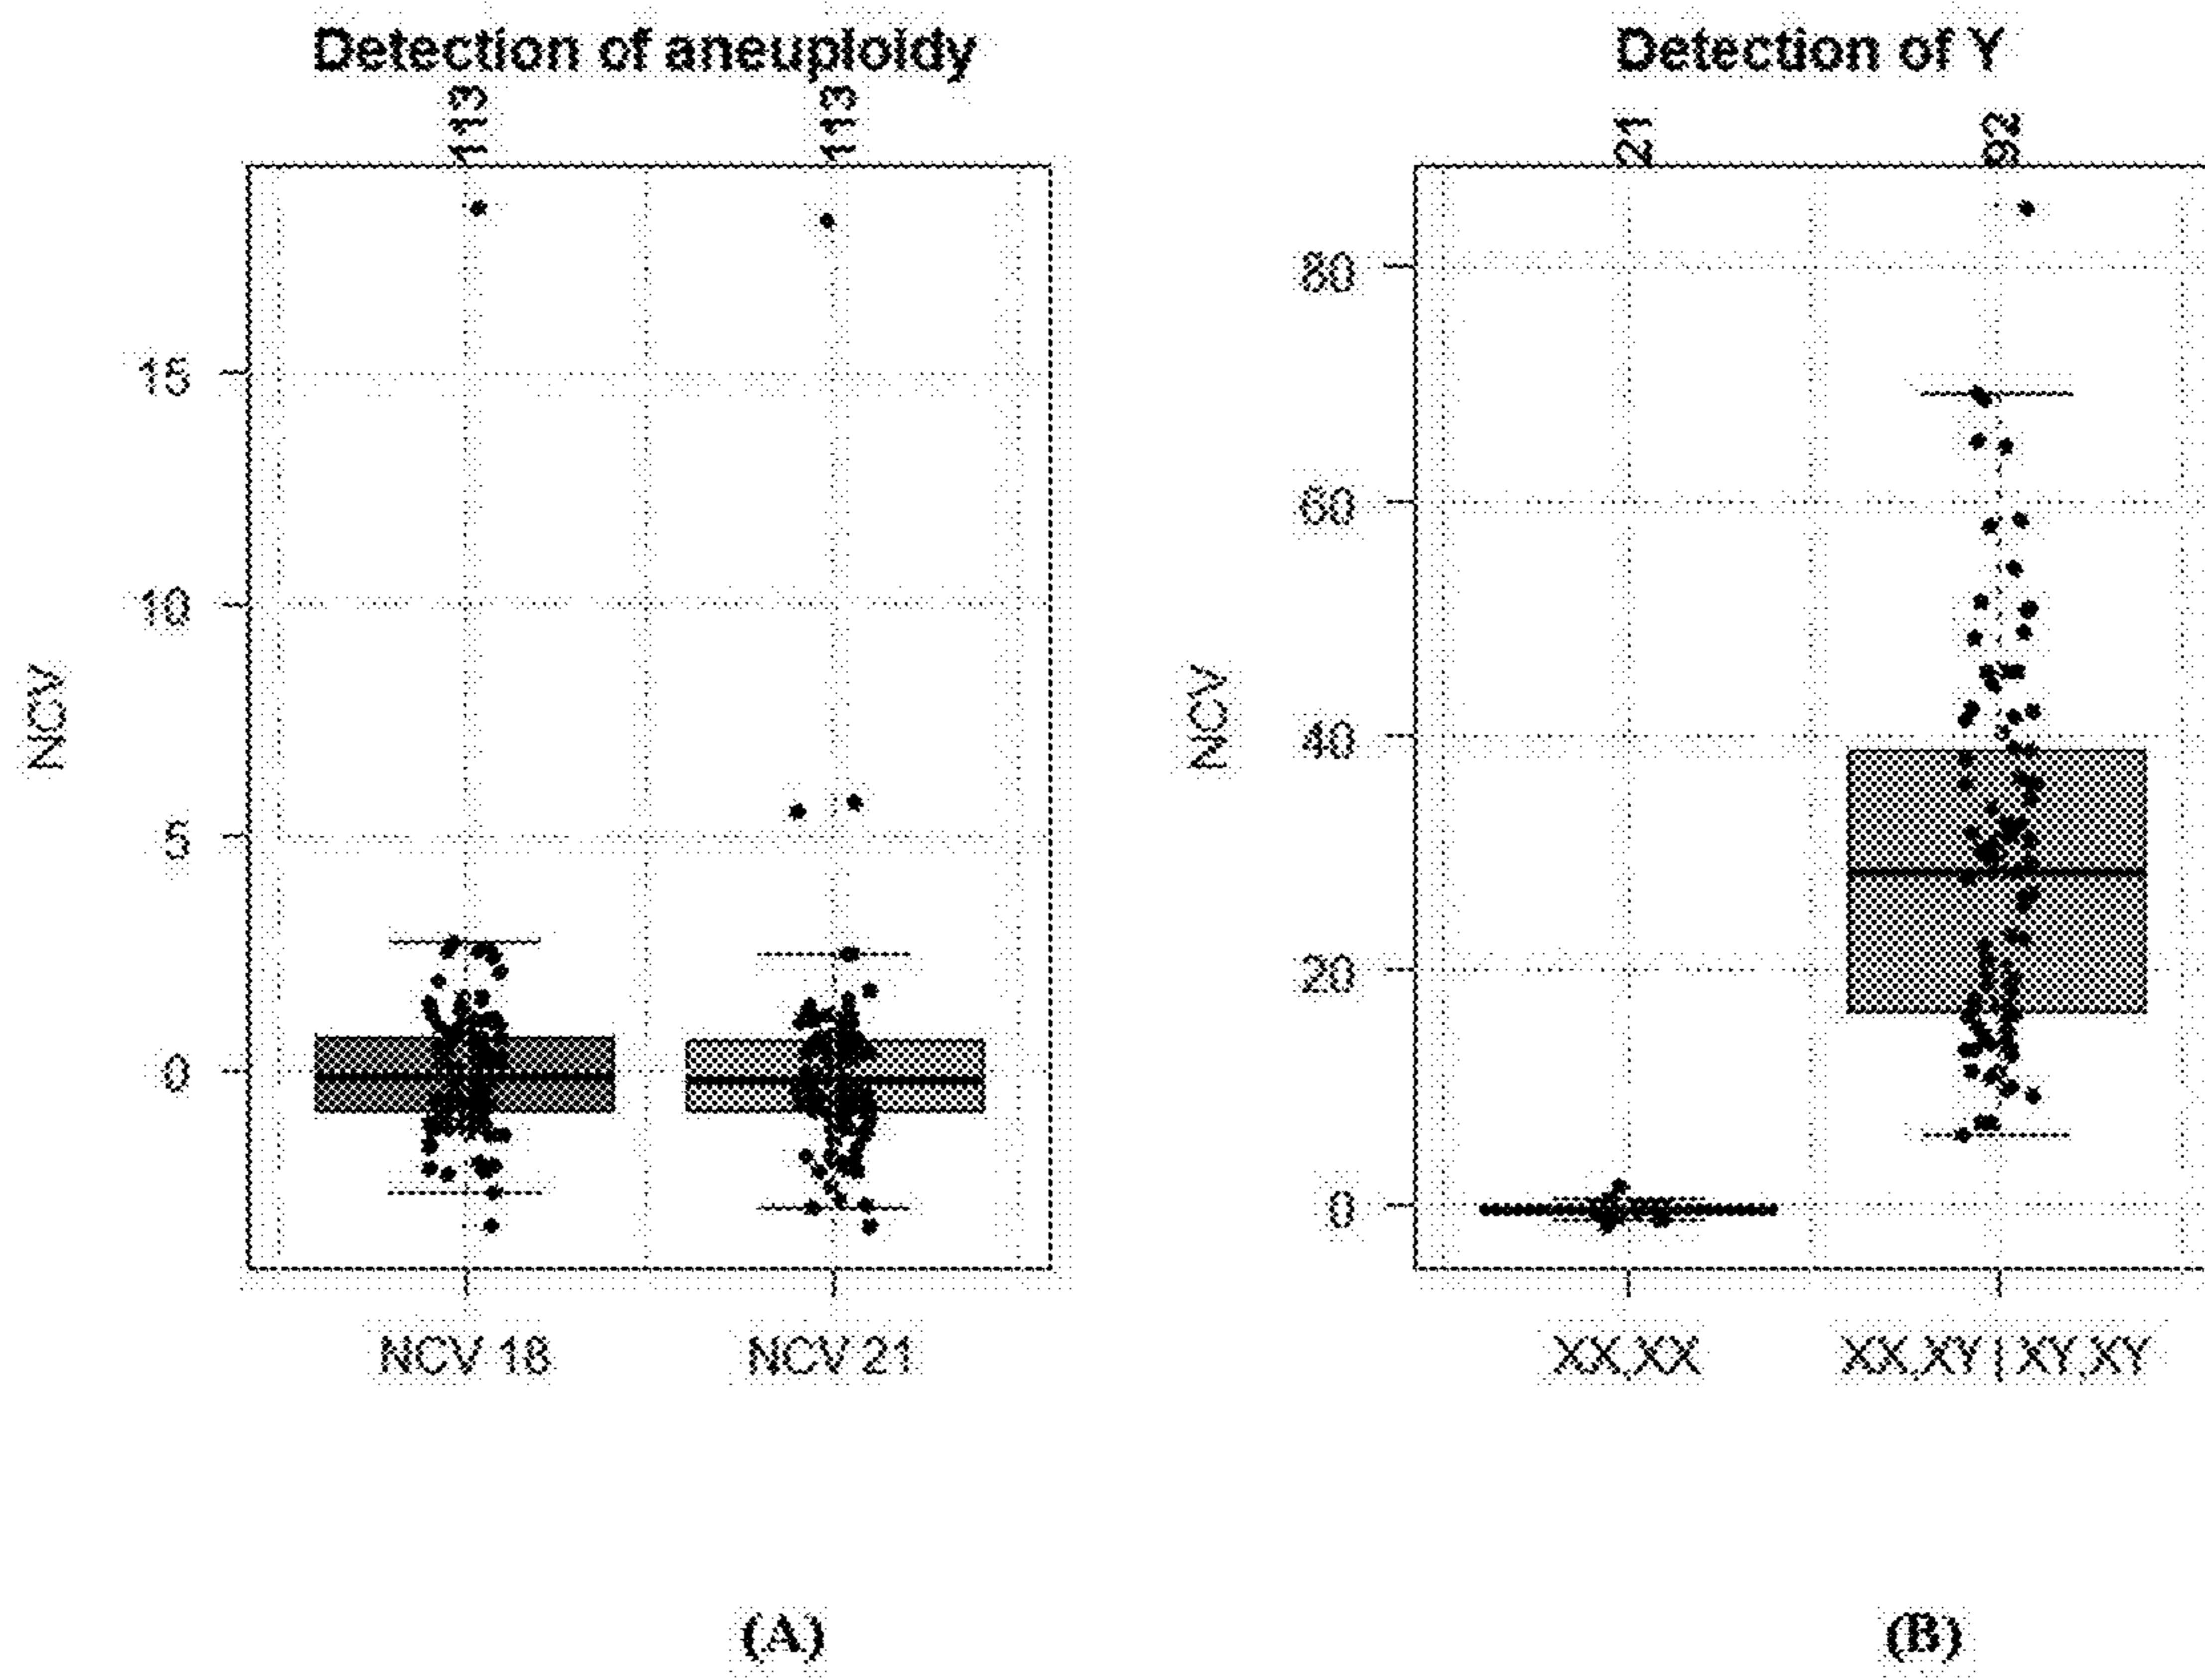 Detection of aneuploidy
113
113
15
10
5
0
NCV
NCV 18
NCV 21
(A)
Detection of Y
21
92
80
60
40
20
0
NCV
XX,XX
XX,XY | XY,XY
(B)